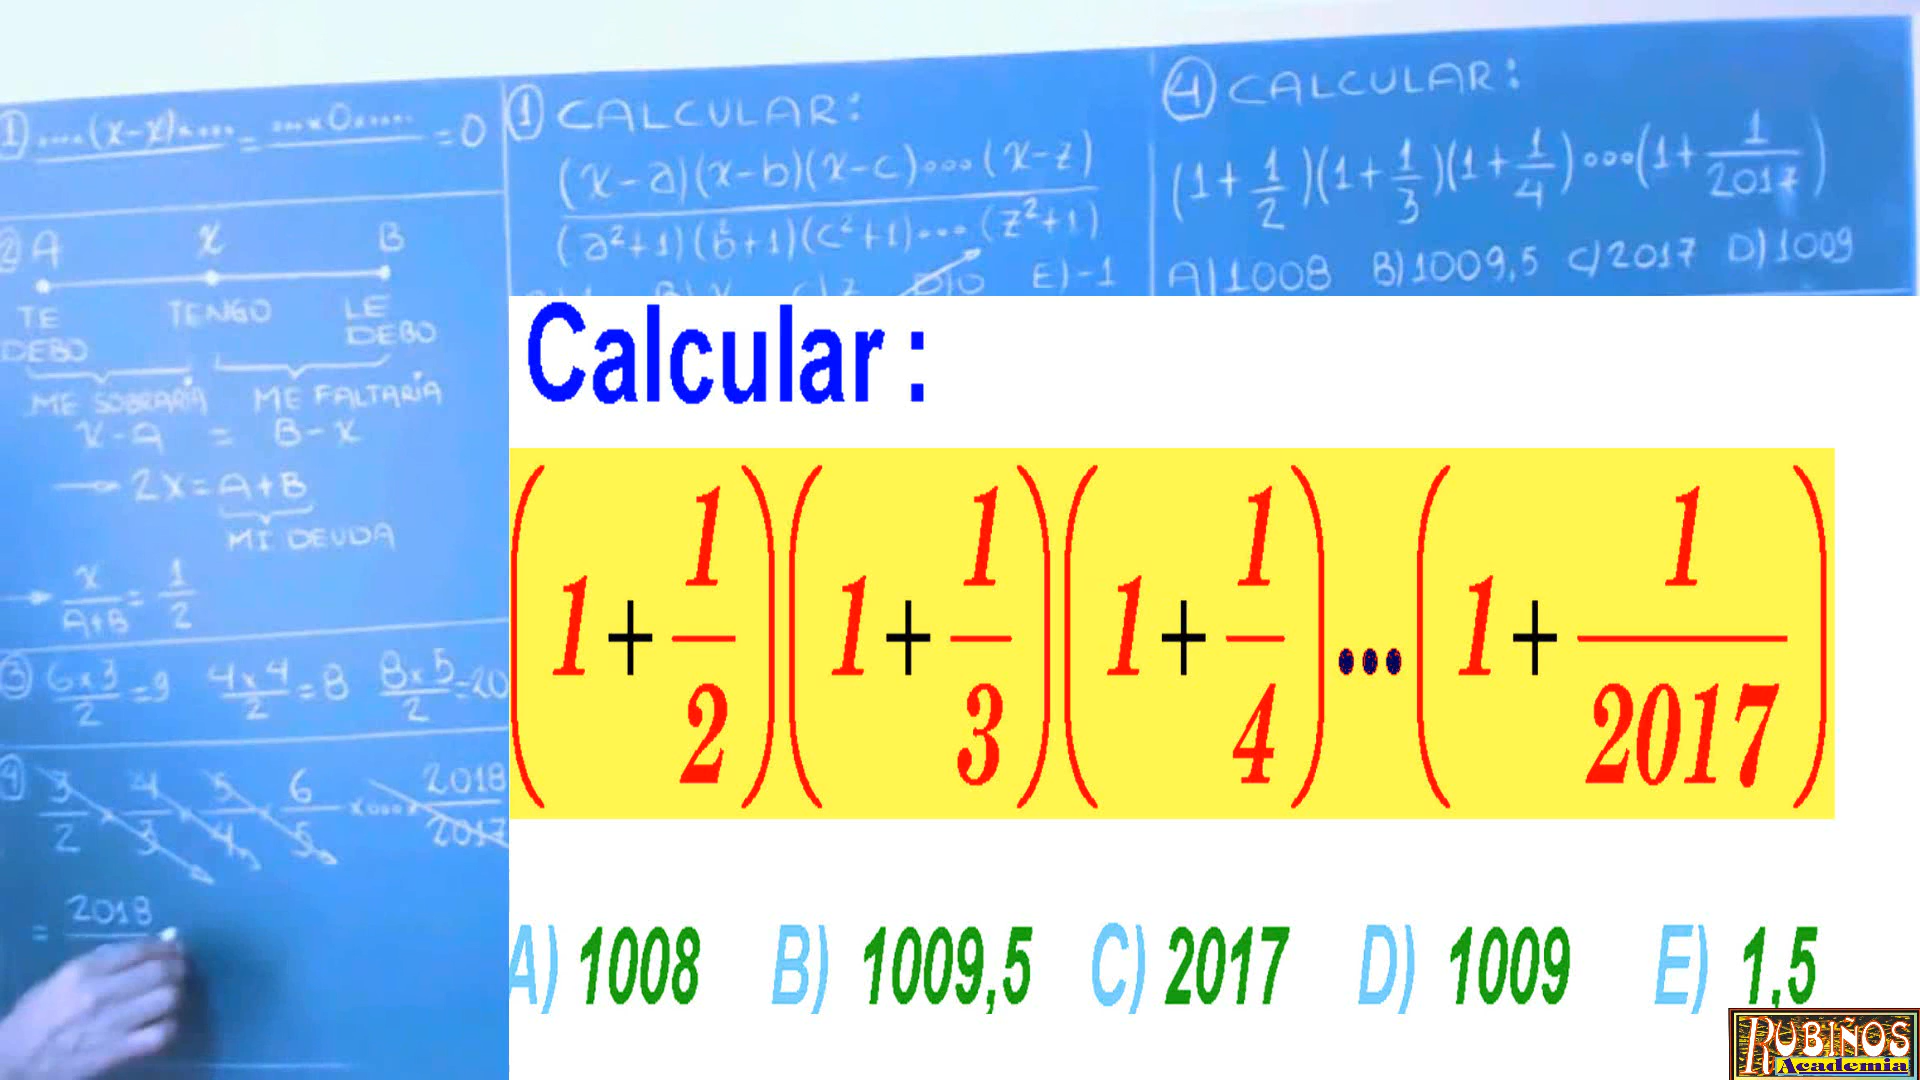 1) ....(x-x)x.... = ...x0x..... = 0
2) A x B
TE DEBO TENGO LE DEBO
ME SOBRARÍA ME FALTARÍA
x-A = B-x
→ 2x = A+B
MI DEUDA
→ x/(A+B) = 1/2
3) 6x3/2 = 9 4x4/2 = 8 8x5/2 = 20
4) 3/2 x 4/3 x 5/4 x 6/5 x....x 2018/2017
= 2018
1) CALCULAR:
(x-a)(x-b)(x-c)...(x-z)
(a²+1)(b²+1)(c²+1)...(z²+1)
D)0 E)-1
4) CALCULAR:
(1+1/2)(1+1/3)(1+1/4)...(1+1/2017)
A)1008 B)1009,5 C)2017 D)1009
Calcular :
(1+1/2)(1+1/3)(1+1/4)...(1+1/2017)
A) 1008 B) 1009,5 C) 2017 D) 1009 E) 1,5
RUBIÑOS
Academia